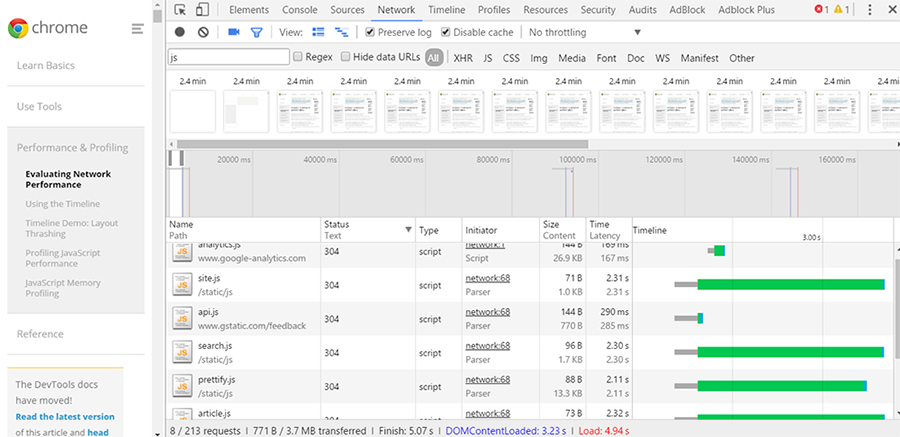 chrome
Learn Basics
Use Tools
Performance & Profiling
Evaluating Network
Performance
Using the Timeline
Timeline Demo: Layout
Thrashing
Profiling JavaScript
Performance
JavaScript Memory
Profiling
Reference
The DevTools docs
have moved!
Read the latest version
of this article and head
Elements Console Sources Network Timeline Profiles Resources Security Audits AdBlock Adblock Plus 1 1
View: Preserve log Disable cache No throttling
js Regex Hide data URLs All XHR JS CSS Img Media Font Doc WS Manifest Other
2.4 min 2.4 min 2.4 min 2.4 min 2.4 min 2.4 min 2.4 min 2.4 min 2.4 min 2.4 min 2.4 min 2.4 min 2.4 mi
20000 ms 40000 ms 60000 ms 80000 ms 100000 ms 120000 ms 140000 ms 160000 ms
Name Status Type Initiator Size Time Timeline
Path Text Content Latency 3.00 s
analytics.js 304 script network:1 144 B 169 ms
www.google-analytics.com Script 26.9 KB 167 ms
JS site.js 304 script network:68 71 B 2.31 s
/static/js Parser 1.0 KB 2.31 s
JS api.js 304 script network:68 144 B 290 ms
www.gstatic.com/feedback Parser 770 B 285 ms
JS search.js 304 script network:68 96 B 2.30 s
/static/js Parser 1.7 KB 2.30 s
JS prettify.js 304 script network:68 88 B 2.11 s
/static/js Parser 13.3 KB 2.11 s
JS article.js 304 script network:68 73 B 2.32 s
8 / 213 requests | 771 B / 3.7 MB transferred | Finish: 5.07 s | DOMContentLoaded: 3.23 s | Load: 4.94 s